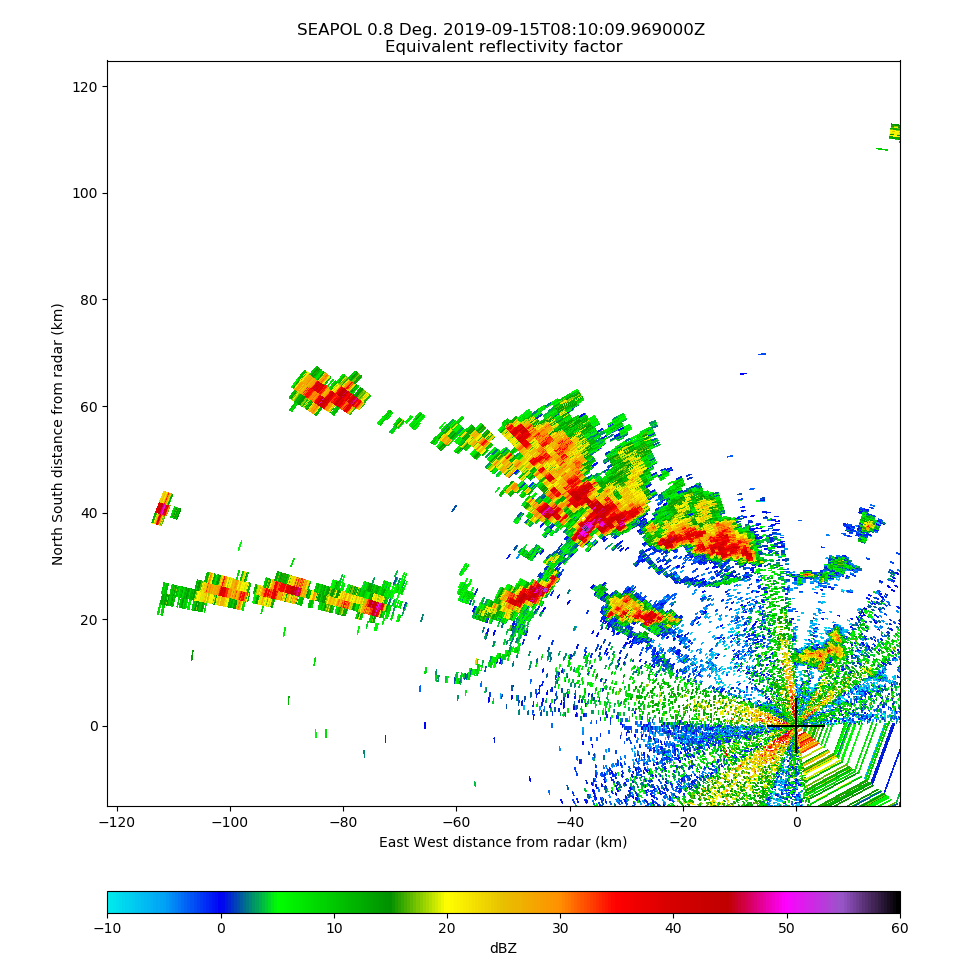 SEAPOL 0.8 Deg. 2019-09-15T08:10:09.969000Z
Equivalent reflectivity factor
120
100
80
60
40
20
0
North South distance from radar (km)
−120 −100 −80 −60 −40 −20 0
East West distance from radar (km)
−10 0 10 20 30 40 50 60
dBZ